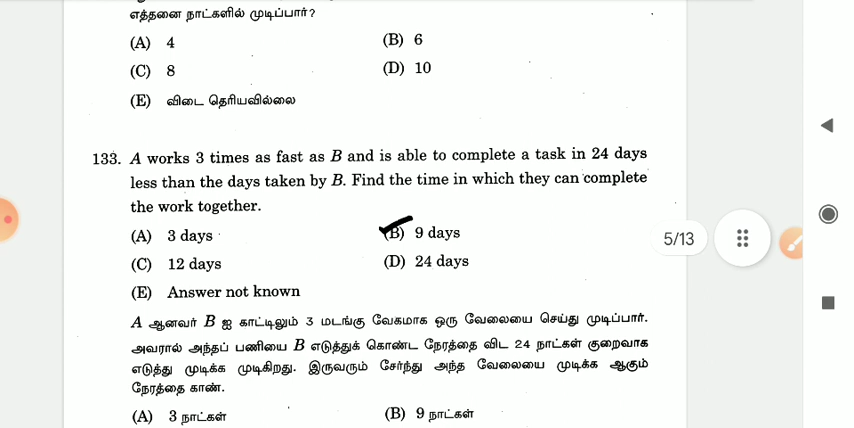 எத்தனை நாட்களில் முடிப்பார்?
(A) 4
(B) 6
(C) 8
(D) 10
(E) விடை தெரியவில்லை
133. A works 3 times as fast as B and is able to complete a task in 24 days
less than the days taken by B. Find the time in which they can complete
the work together.
(A) 3 days
(B) 9 days
(C) 12 days
(D) 24 days
(E) Answer not known
A ஆனவர் B ஐ காட்டிலும் 3 மடங்கு வேகமாக ஒரு வேலையை செய்து முடிப்பார்.
அவரால் அந்தப் பணியை B எடுத்துக் கொண்ட நேரத்தை விட 24 நாட்கள் குறைவாக
எடுத்து முடிக்க முடிகிறது. இருவரும் சேர்ந்து அந்த வேலையை முடிக்க ஆகும்
நேரத்தை காண்.
(A) 3 நாட்கள்
(B) 9 நாட்கள்
5/13